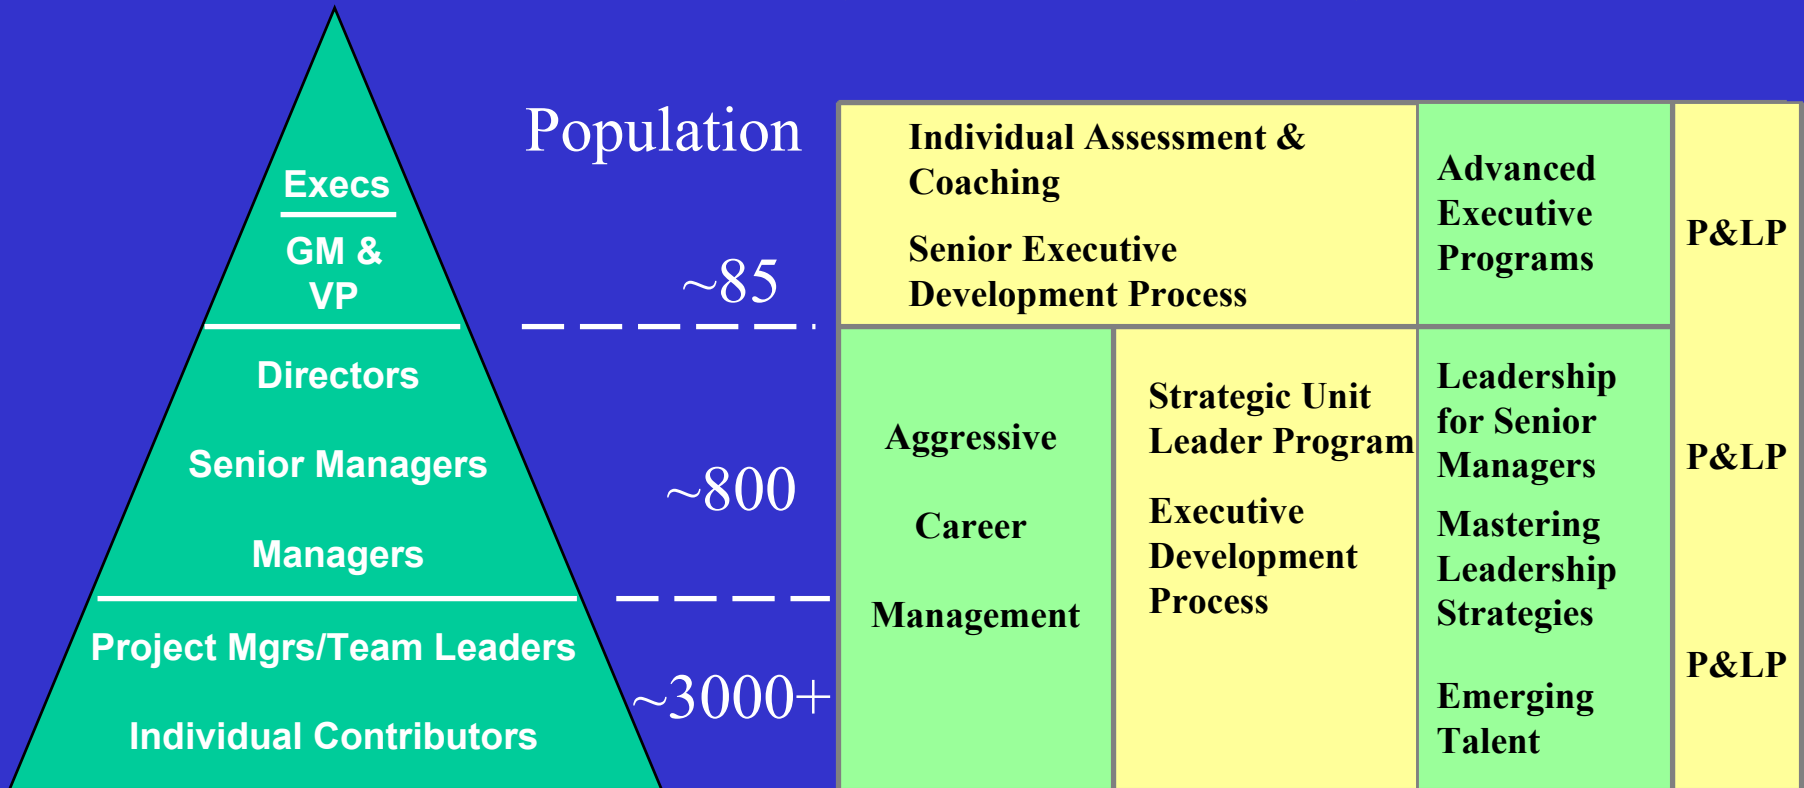 Execs
GM &
VP
Directors
Senior Managers
Managers
Project Mgrs/Team Leaders
Individual Contributors
Population
~85
~800
~3000+
Individual Assessment &
Coaching
Senior Executive
Development Process
Advanced
Executive
Programs
P&LP
Aggressive
Career
Management
Strategic Unit
Leader Program
Executive
Development
Process
Leadership
for Senior
Managers
Mastering
Leadership
Strategies
Emerging
Talent
P&LP
P&LP